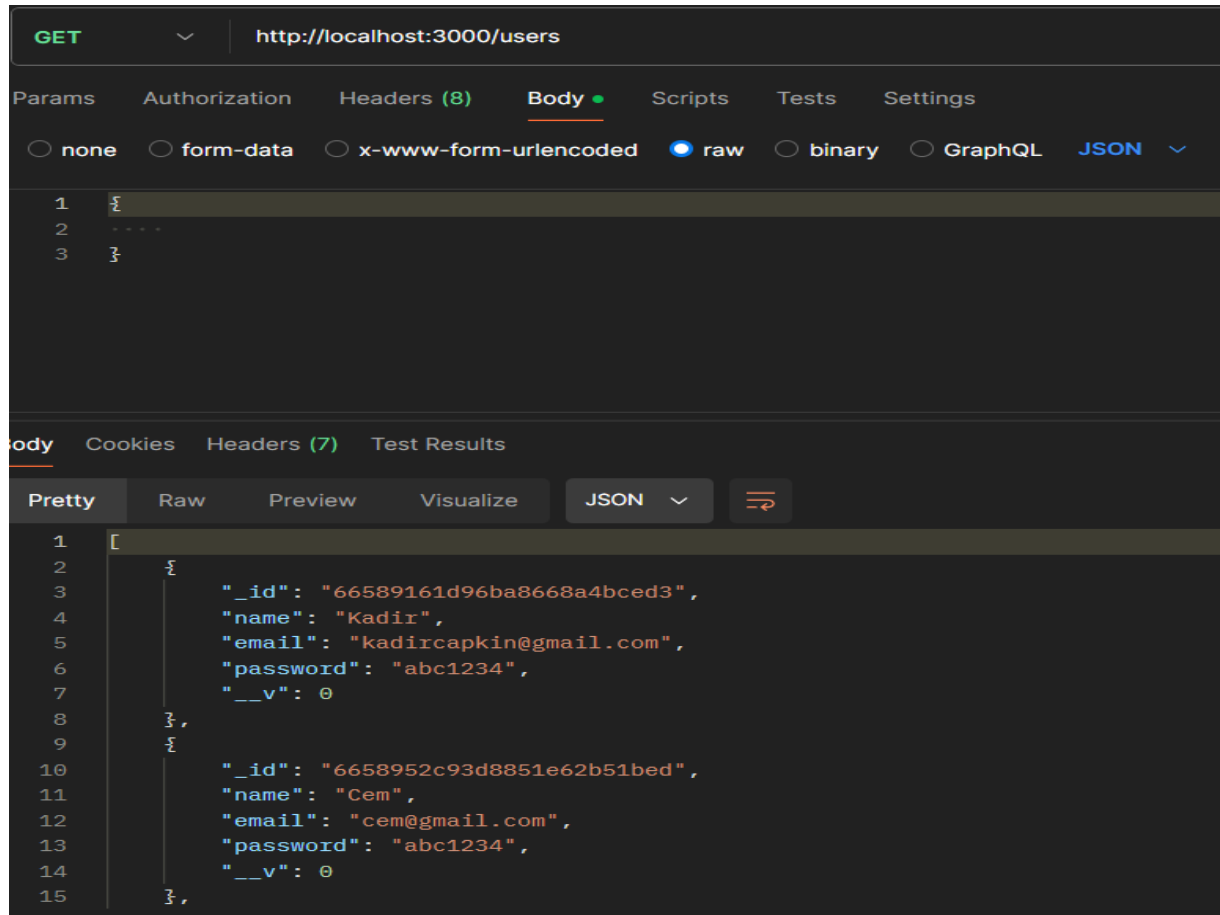 GET http://localhost:3000/users
Params Authorization Headers (8) Body Scripts Tests Settings
none form-data x-www-form-urlencoded raw binary GraphQL JSON
1 {
2 ····
3 }
Body Cookies Headers (7) Test Results
Pretty Raw Preview Visualize JSON
1 [
2 {
3 "_id": "66589161d96ba8668a4bced3",
4 "name": "Kadir",
5 "email": "kadircapkin@gmail.com",
6 "password": "abc1234",
7 "__v": 0
8 },
9 {
10 "_id": "6658952c93d8851e62b51bed",
11 "name": "Cem",
12 "email": "cem@gmail.com",
13 "password": "abc1234",
14 "__v": 0
15 },